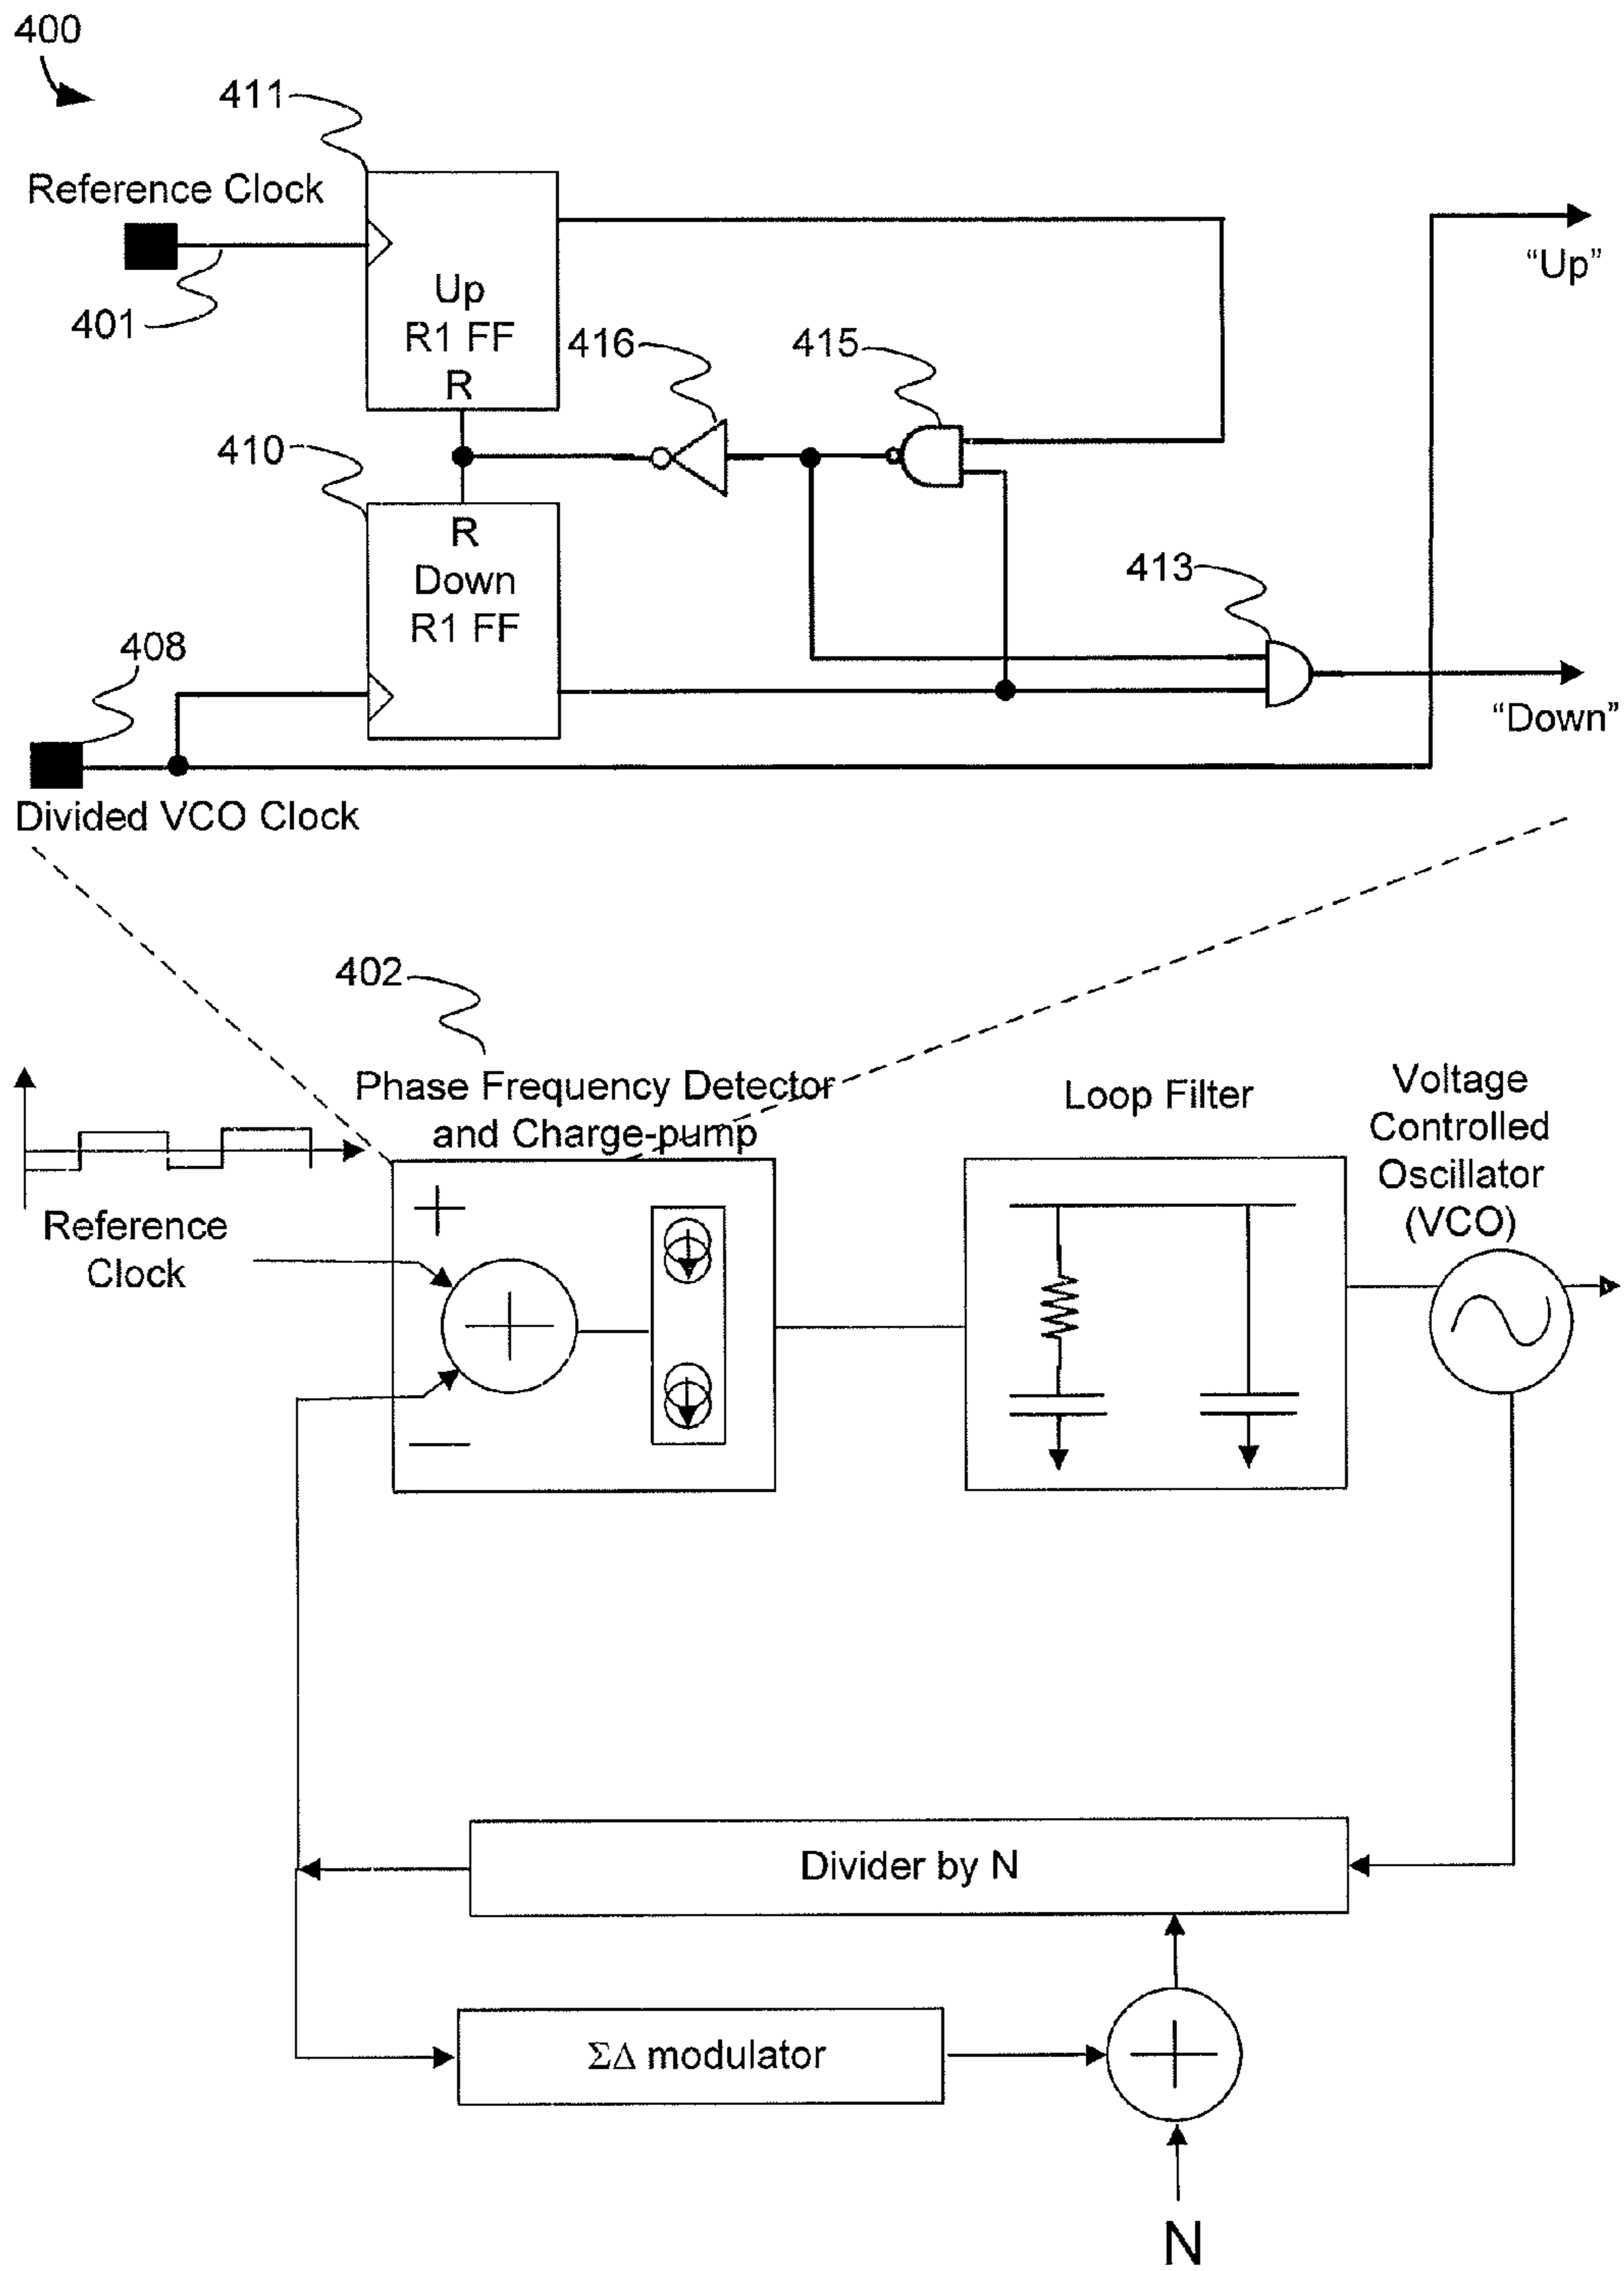 400
411
Reference Clock
401
Up
R1 FF
R
416
415
"Up"
410
R
Down
R1 FF
413
408
"Down"
Divided VCO Clock
402
Phase Frequency Detector
and Charge-pump
Loop Filter
Voltage
Controlled
Oscillator
(VCO)
Reference
Clock
Divider by N
ΣΔ modulator
N